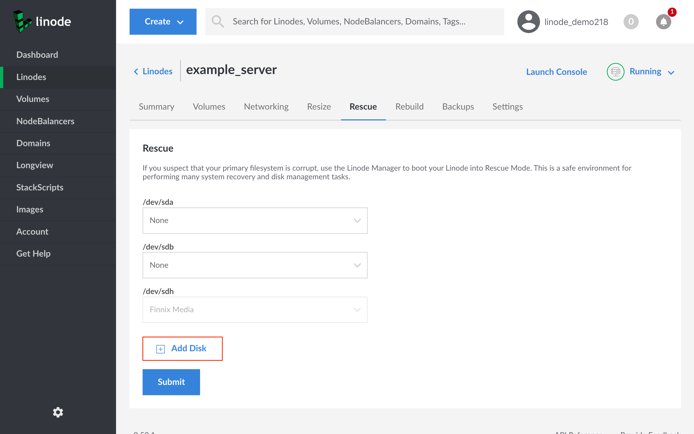 linode
Create
Search for Linodes, Volumes, NodeBalancers, Domains, Tags...
linode_demo218
0
1
Dashboard
Linodes
Volumes
NodeBalancers
Domains
Longview
StackScripts
Images
Account
Get Help
Linodes
example_server
Launch Console
Running
Summary
Volumes
Networking
Resize
Rescue
Rebuild
Backups
Settings
Rescue
If you suspect that your primary filesystem is corrupt, use the Linode Manager to boot your Linode into Rescue Mode. This is a safe environment for
performing many system recovery and disk management tasks.
/dev/sda
None
/dev/sdb
None
/dev/sdh
Finnix Media
Add Disk
Submit